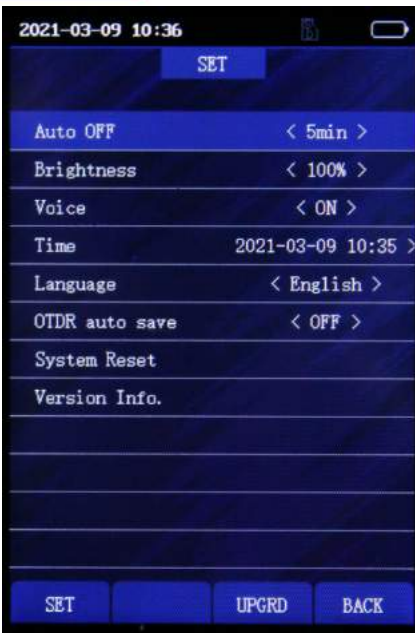 2021-03-09 10:36
SET
Auto OFF < 5min >
Brightness < 100% >
Voice < ON >
Time 2021-03-09 10:35 >
Language < English >
OTDR auto save < OFF >
System Reset
Version Info.
SET UPGRD BACK